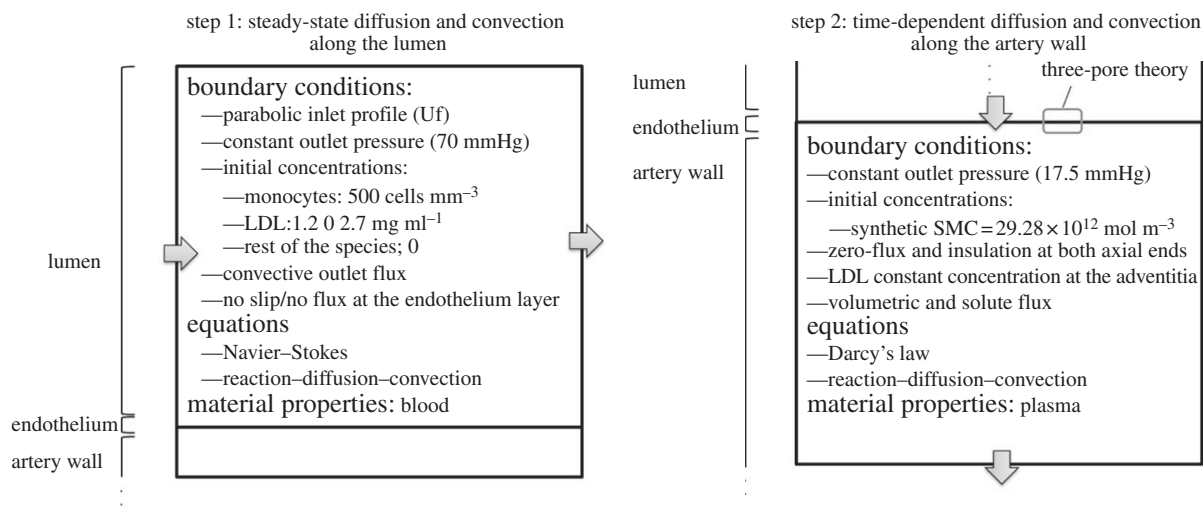 step 1: steady-state diffusion and convection
along the lumen
lumen
endothelium
artery wall
boundary conditions:
—parabolic inlet profile (Uf)
—constant outlet pressure (70 mmHg)
—initial concentrations:
—monocytes: 500 cells mm⁻³
—LDL:1.2 0 2.7 mg ml⁻¹
—rest of the species; 0
—convective outlet flux
—no slip/no flux at the endothelium layer
equations
—Navier–Stokes
—reaction–diffusion–convection
material properties: blood
step 2: time-dependent diffusion and convection
along the artery wall
three-pore theory
lumen
endothelium
artery wall
boundary conditions:
—constant outlet pressure (17.5 mmHg)
—initial concentrations:
—synthetic SMC = 29.28 × 10¹² mol m⁻³
—zero-flux and insulation at both axial ends
—LDL constant concentration at the adventitia
—volumetric and solute flux
equations
—Darcy's law
—reaction–diffusion–convection
material properties: plasma